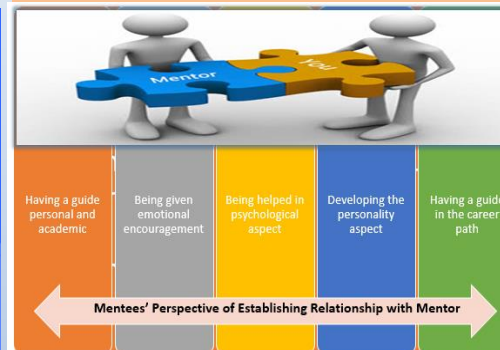 Mentor
You
Having a guide
personal and
academic
Being given
emotional
encouragement
Being helped in
psychological
aspect
Developing the
personality
aspect
Having a guide
in the career
path
Mentees' Perspective of Establishing Relationship with Mentor